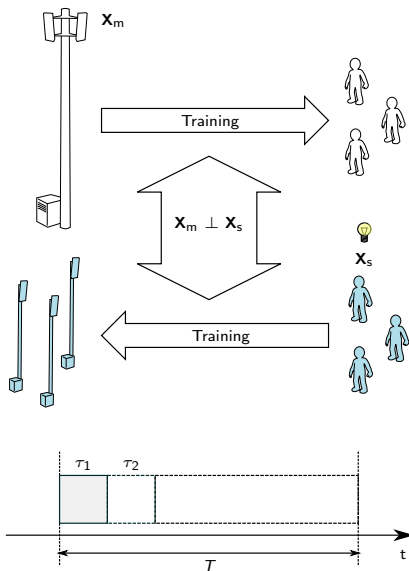 X_m
Training
X_m ⊥ X_s
X_s
Training
τ_1 τ_2
t
T